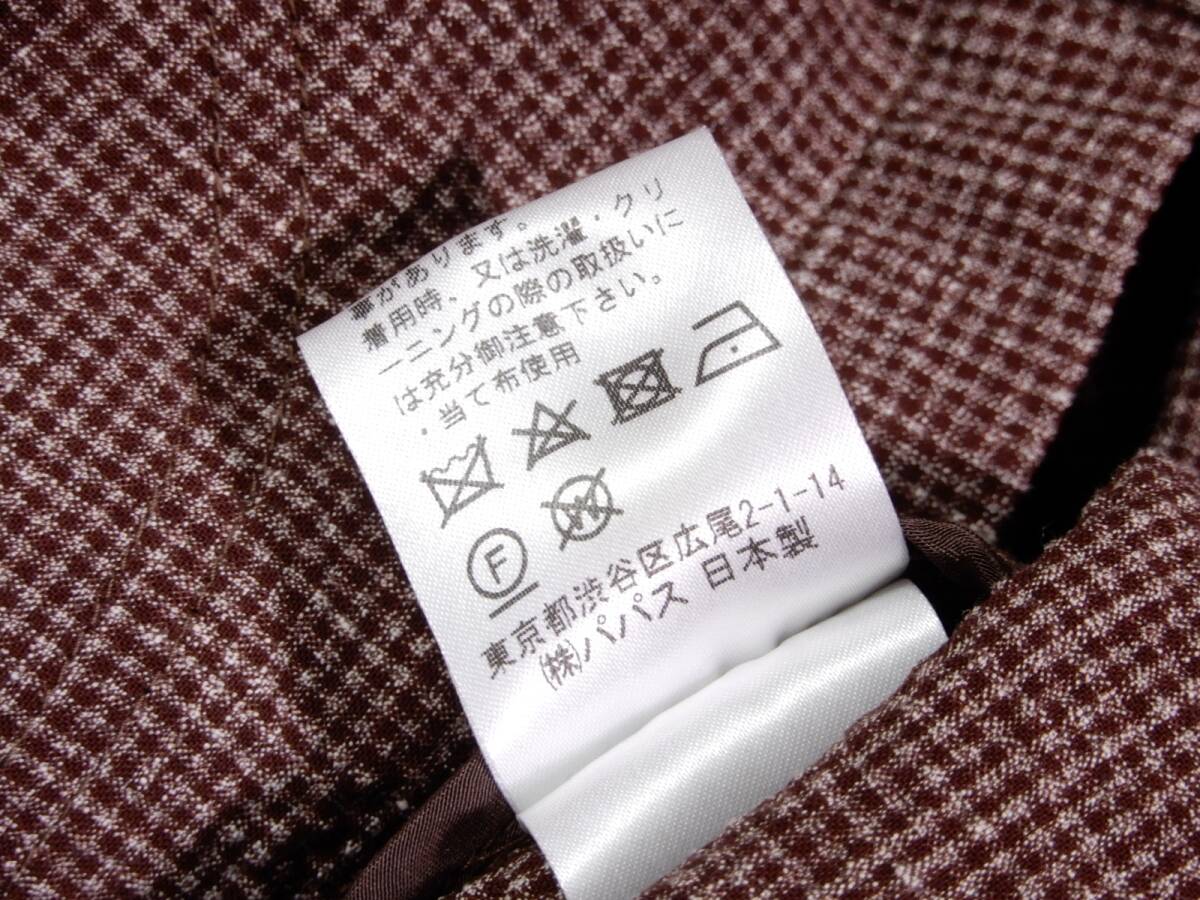 事があります。
着用時、又は洗濯・クリ
ーニングの際の取扱いに
は充分御注意下さい。
・当て布使用
F
W
東京都渋谷区広尾2-1-14
㈱パパス 日本製